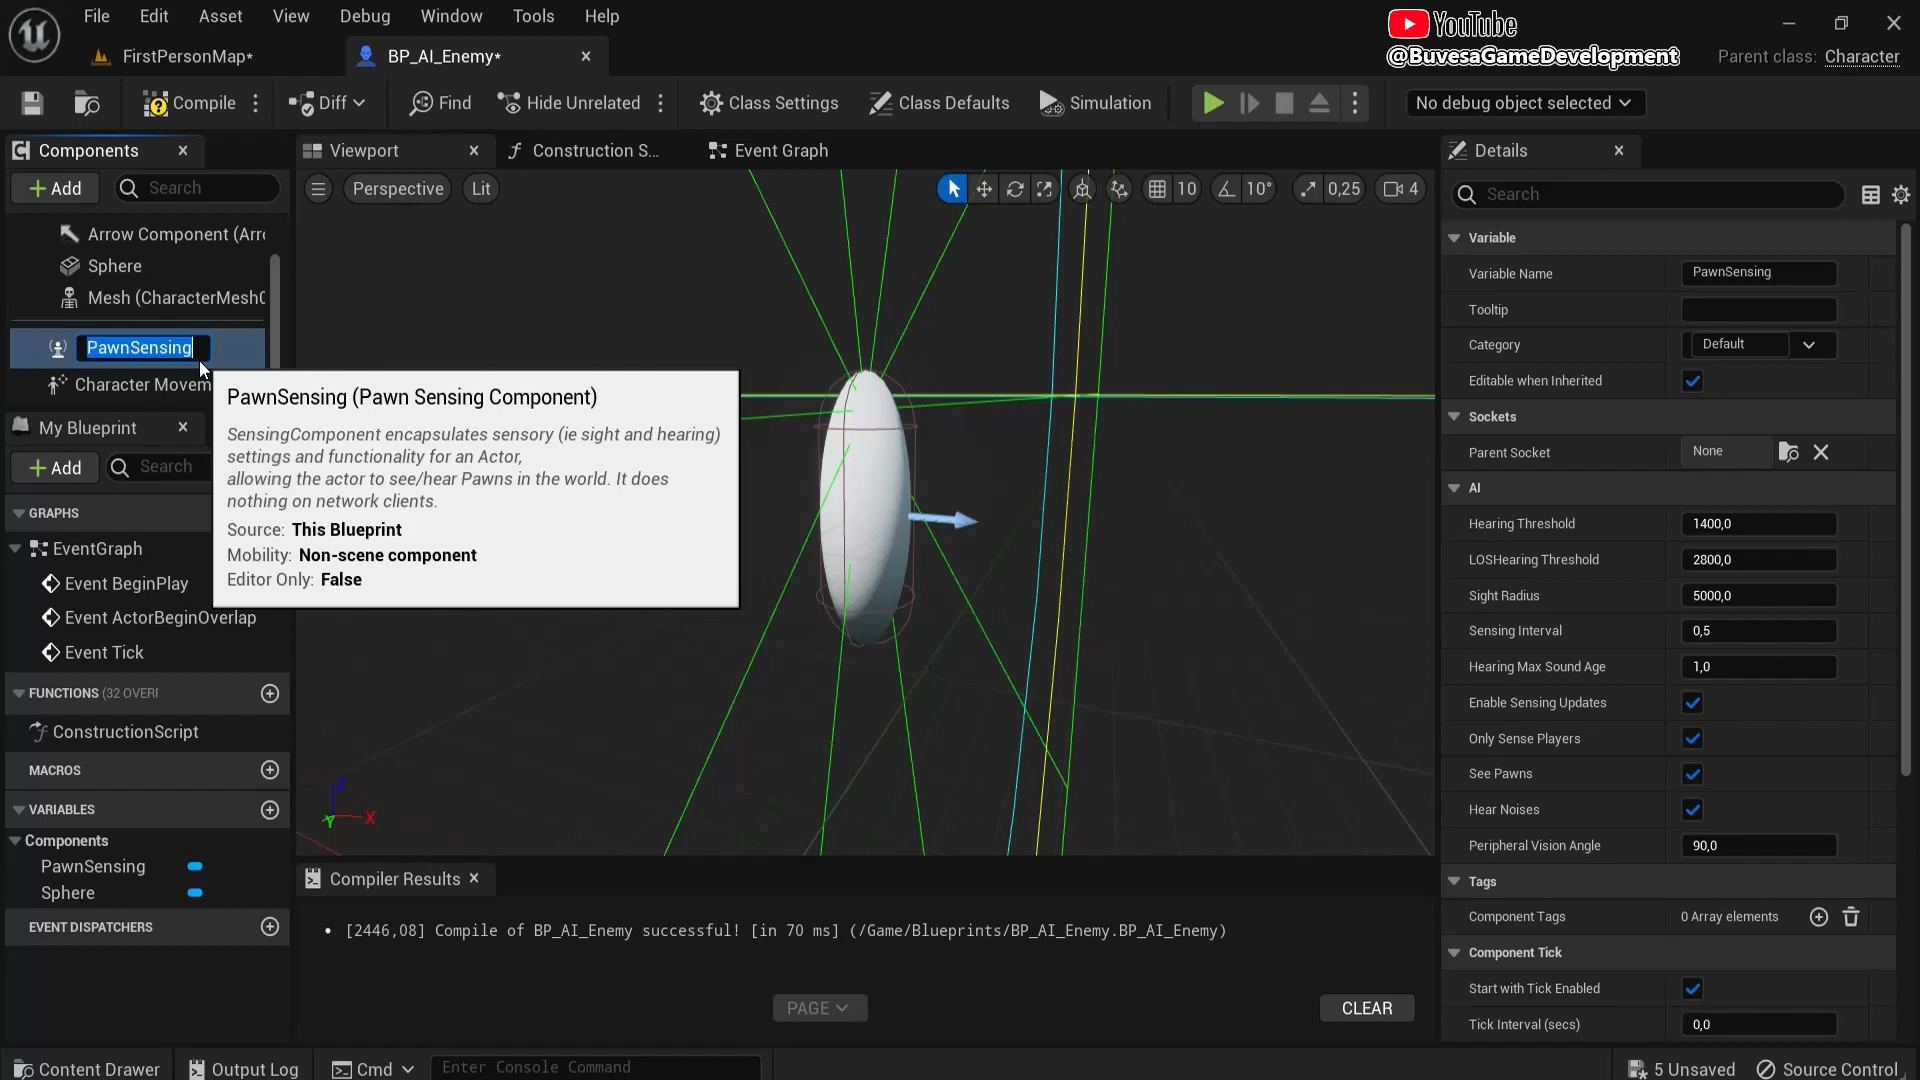 File Edit Asset View Debug Window Tools Help
YouTube
@BuvesaGameDevelopment
FirstPersonMap*
BP_AI_Enemy*
Parent class: Character
Compile
Diff
Find
Hide Unrelated
Class Settings
Class Defaults
Simulation
No debug object selected
Components
Add
Search
Arrow Component (Arr
Sphere
Mesh (CharacterMesh
PawnSensing
Character Movem
Viewport
Construction S...
Event Graph
Perspective
Lit
10
10°
0,25
4
PawnSensing (Pawn Sensing Component)
SensingComponent encapsulates sensory (ie sight and hearing)
settings and functionality for an Actor,
allowing the actor to see/hear Pawns in the world. It does
nothing on network clients.
Source: This Blueprint
Mobility: Non-scene component
Editor Only: False
Z
Y
X
My Blueprint
Add
Search
GRAPHS
EventGraph
Event BeginPlay
Event ActorBeginOverlap
Event Tick
FUNCTIONS (32 OVERI
ConstructionScript
MACROS
VARIABLES
Components
PawnSensing
Sphere
EVENT DISPATCHERS
Compiler Results
• [2446,08] Compile of BP_AI_Enemy successful! [in 70 ms] (/Game/Blueprints/BP_AI_Enemy.BP_AI_Enemy)
PAGE
CLEAR
Details
Search
Variable
Variable Name PawnSensing
Tooltip
Category Default
Editable when Inherited
Sockets
Parent Socket None
AI
Hearing Threshold 1400,0
LOSHearing Threshold 2800,0
Sight Radius 5000,0
Sensing Interval 0,5
Hearing Max Sound Age 1,0
Enable Sensing Updates
Only Sense Players
See Pawns
Hear Noises
Peripheral Vision Angle 90,0
Tags
Component Tags 0 Array elements
Component Tick
Start with Tick Enabled
Tick Interval (secs) 0,0
Content Drawer
Output Log
Cmd
Enter Console Command
5 Unsaved
Source Control